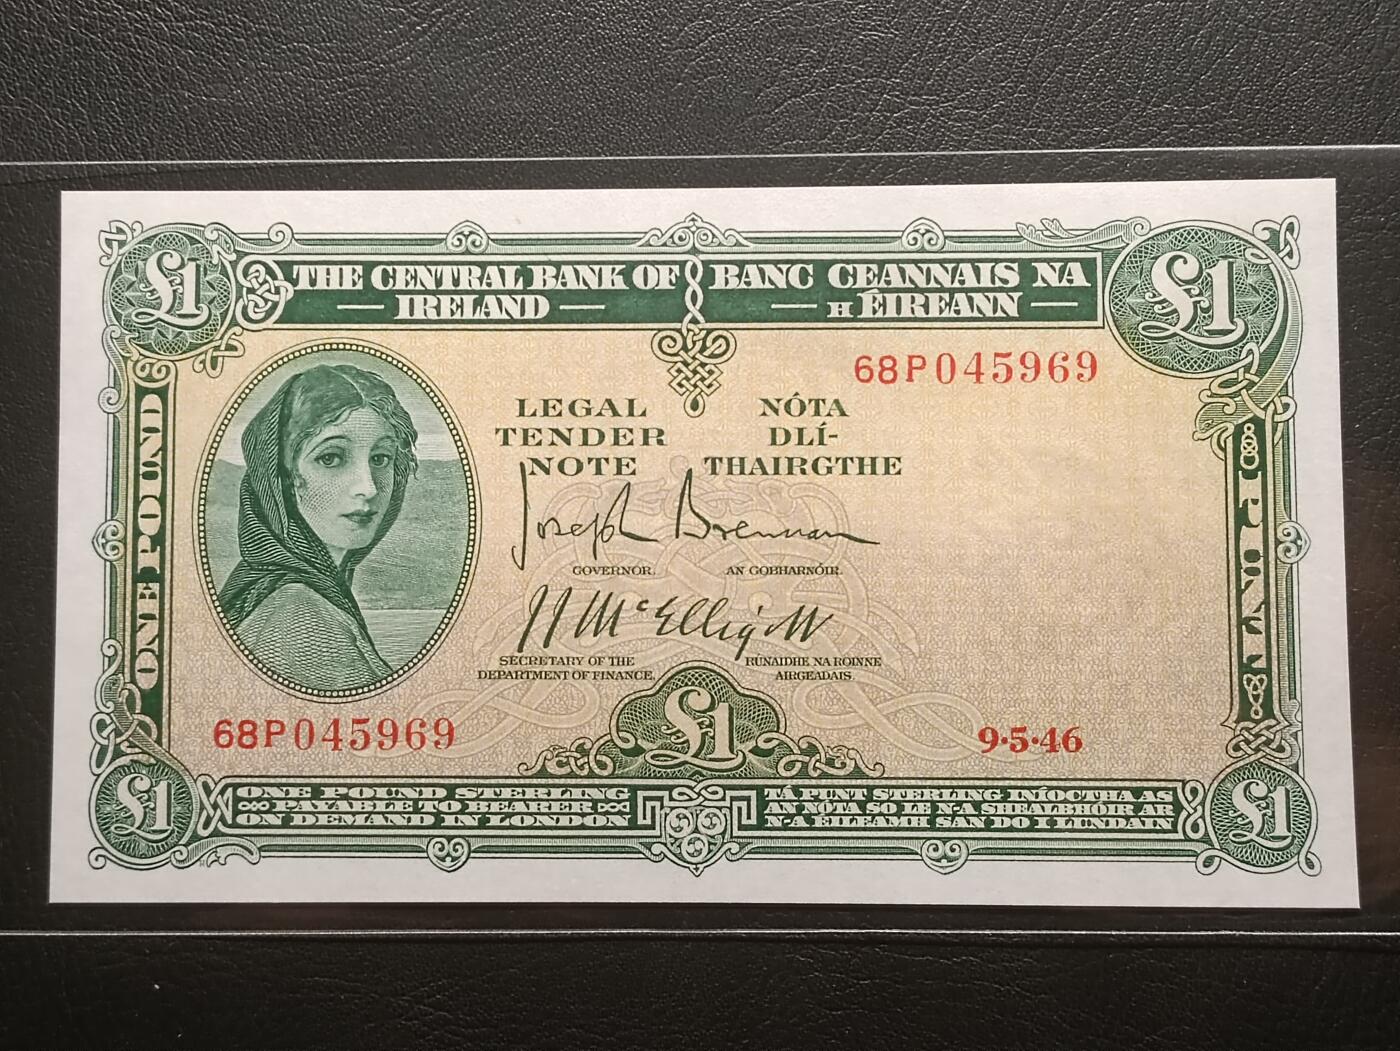 £1
THE CENTRAL BANK OF
IRELAND
BANC CEANNAIS NA
H ÉIREANN
£1
68P045969
LEGAL
TENDER
NOTE
NÓTA
DLÍ-
THAIRGTHE
Joseph Brennan
GOVERNOR.
AN GOBHARNÓIR.
J J McElligott
SECRETARY OF THE
DEPARTMENT OF FINANCE.
RÚNAIDHE NA ROINNE
AIRGEADAIS.
ONE POUND
1 PUNT
68P045969
£1
9·5·46
£1
ONE POUND STERLING
PAYABLE TO BEARER
ON DEMAND IN LONDON
TÁ PUNT STERLING INÍOCTHA AS
AN NÓTA SO LE N-A SHEALBHÓIR AR
N-A ÉILEAMH SAN DO I LUNDAIN
£1